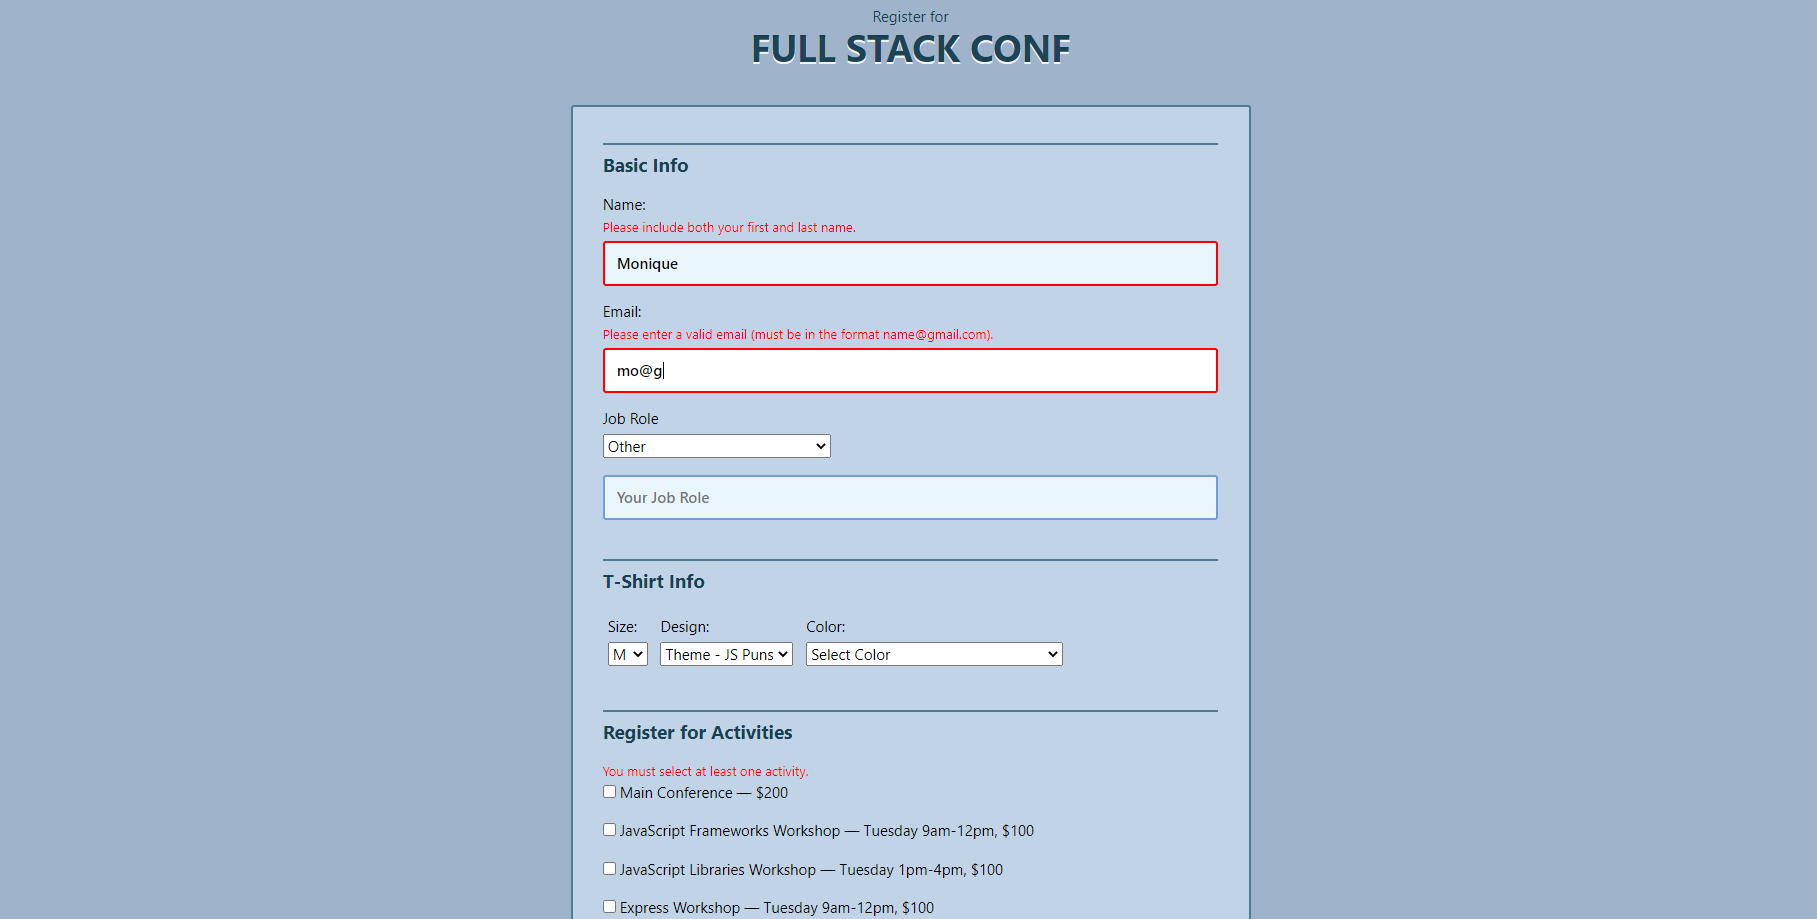 Register for
FULL STACK CONF
Basic Info
Name:
Please include both your first and last name.
Monique
Email:
Please enter a valid email (must be in the format name@gmail.com).
mo@g
Job Role
Other
Your Job Role
T-Shirt Info
Size: Design: Color:
M Theme - JS Puns Select Color
Register for Activities
You must select at least one activity.
Main Conference — $200
JavaScript Frameworks Workshop — Tuesday 9am-12pm, $100
JavaScript Libraries Workshop — Tuesday 1pm-4pm, $100
Express Workshop — Tuesday 9am-12pm, $100